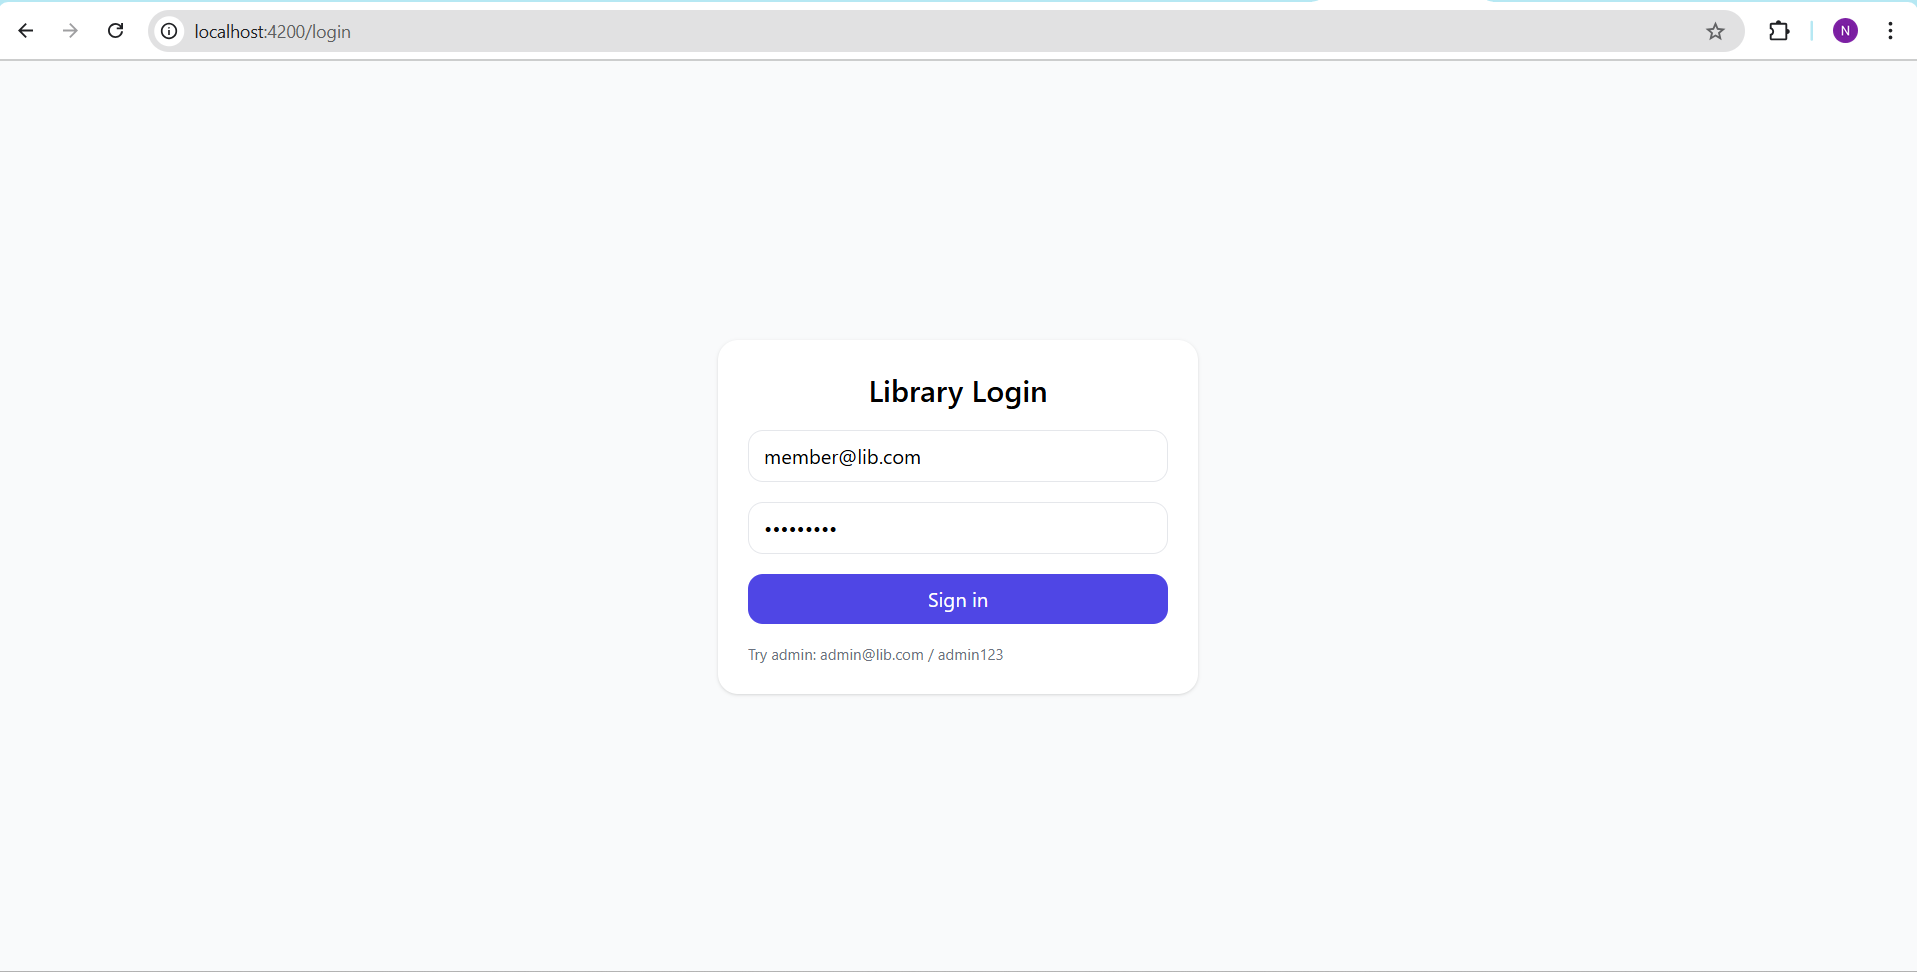 localhost:4200/login
N
Library Login
member@lib.com
•••••••••
Sign in
Try admin: admin@lib.com / admin123